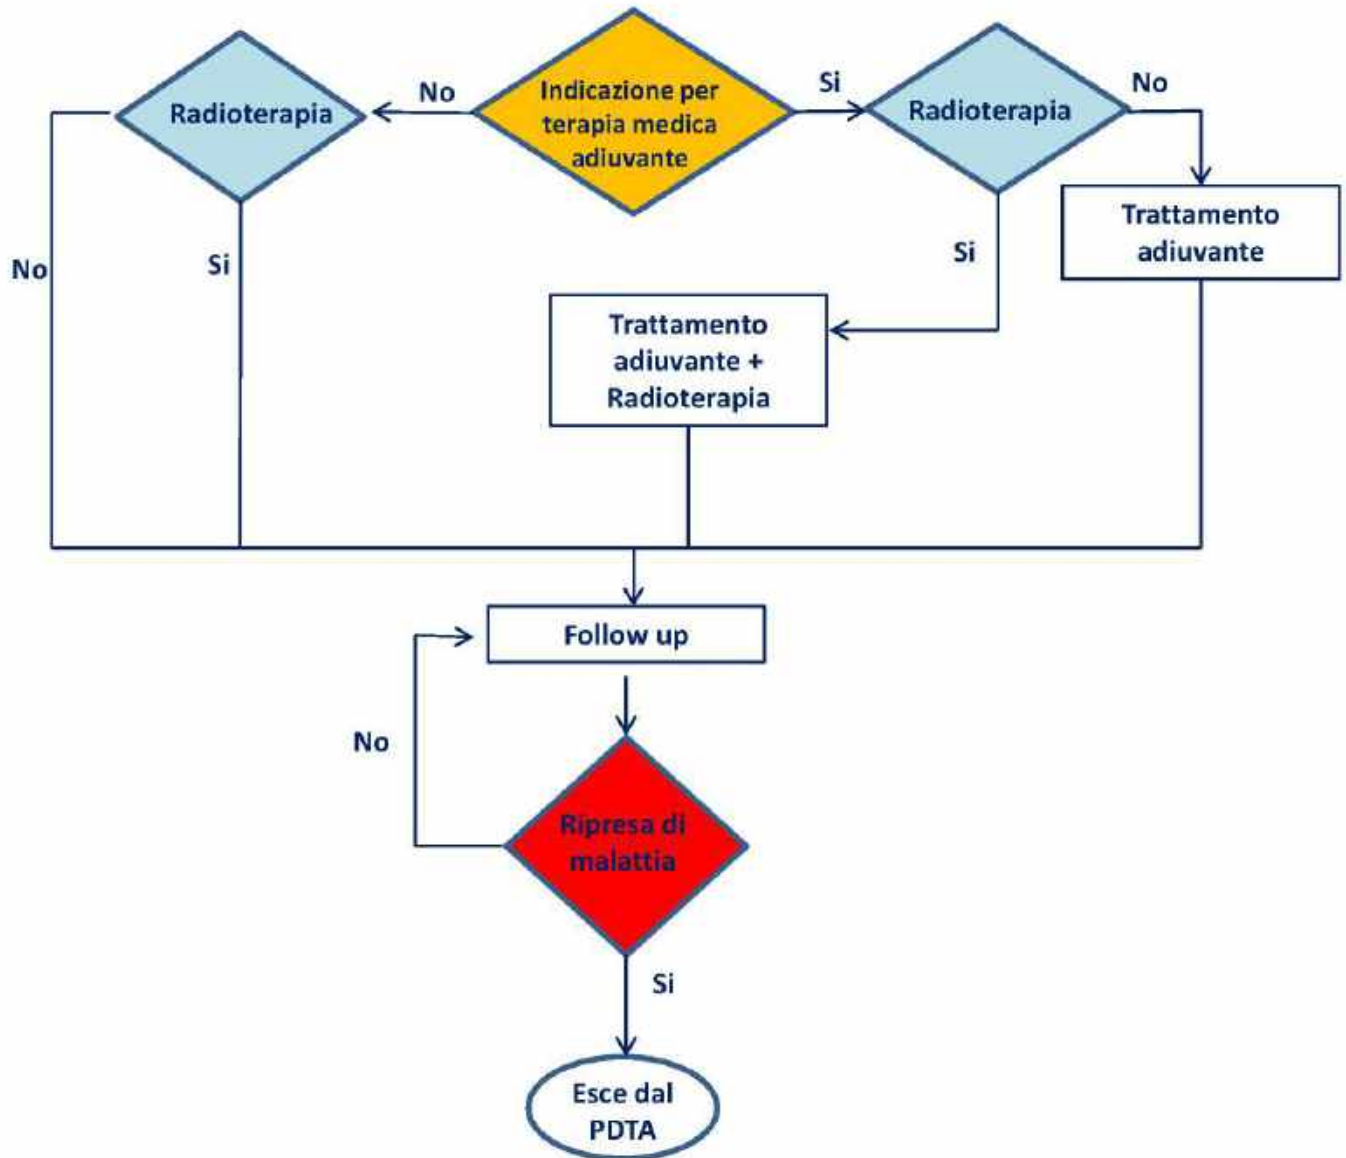 Radioterapia
No
Indicazione per
terapia medica
adiuvante
Si
Radioterapia
No
Trattamento
adiuvante
No
Si
Si
Trattamento
adiuvante +
Radioterapia
Follow up
No
Ripresa di
malattia
Si
Esce dal
PDTA